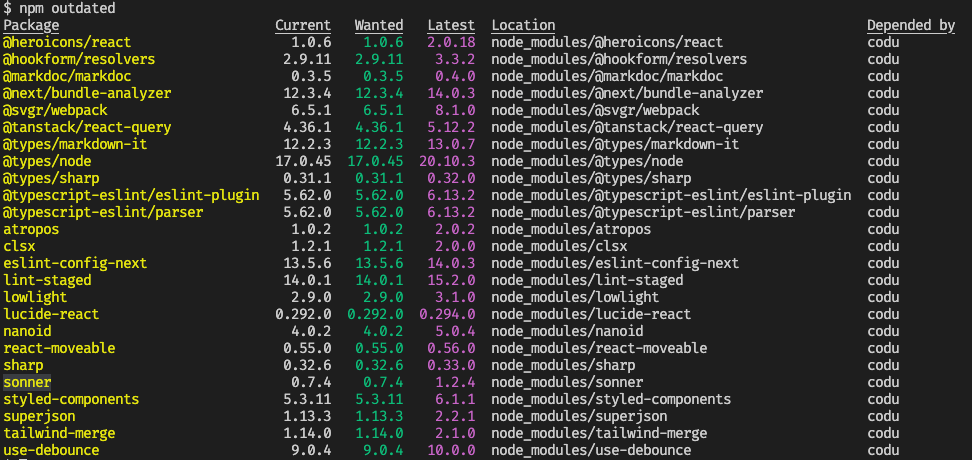 $ npm outdated
Package Current Wanted Latest Location Depended by
@heroicons/react 1.0.6 1.0.6 2.0.18 node_modules/@heroicons/react codu
@hookform/resolvers 2.9.11 2.9.11 3.3.2 node_modules/@hookform/resolvers codu
@markdoc/markdoc 0.3.5 0.3.5 0.4.0 node_modules/@markdoc/markdoc codu
@next/bundle-analyzer 12.3.4 12.3.4 14.0.3 node_modules/@next/bundle-analyzer codu
@svgr/webpack 6.5.1 6.5.1 8.1.0 node_modules/@svgr/webpack codu
@tanstack/react-query 4.36.1 4.36.1 5.12.2 node_modules/@tanstack/react-query codu
@types/markdown-it 12.2.3 12.2.3 13.0.7 node_modules/@types/markdown-it codu
@types/node 17.0.45 17.0.45 20.10.3 node_modules/@types/node codu
@types/sharp 0.31.1 0.31.1 0.32.0 node_modules/@types/sharp codu
@typescript-eslint/eslint-plugin 5.62.0 5.62.0 6.13.2 node_modules/@typescript-eslint/eslint-plugin codu
@typescript-eslint/parser 5.62.0 5.62.0 6.13.2 node_modules/@typescript-eslint/parser codu
atropos 1.0.2 1.0.2 2.0.2 node_modules/atropos codu
clsx 1.2.1 1.2.1 2.0.0 node_modules/clsx codu
eslint-config-next 13.5.6 13.5.6 14.0.3 node_modules/eslint-config-next codu
lint-staged 14.0.1 14.0.1 15.2.0 node_modules/lint-staged codu
lowlight 2.9.0 2.9.0 3.1.0 node_modules/lowlight codu
lucide-react 0.292.0 0.292.0 0.294.0 node_modules/lucide-react codu
nanoid 4.0.2 4.0.2 5.0.4 node_modules/nanoid codu
react-moveable 0.55.0 0.55.0 0.56.0 node_modules/react-moveable codu
sharp 0.32.6 0.32.6 0.33.0 node_modules/sharp codu
sonner 0.7.4 0.7.4 1.2.4 node_modules/sonner codu
styled-components 5.3.11 5.3.11 6.1.1 node_modules/styled-components codu
superjson 1.13.3 1.13.3 2.2.1 node_modules/superjson codu
tailwind-merge 1.14.0 1.14.0 2.1.0 node_modules/tailwind-merge codu
use-debounce 9.0.4 9.0.4 10.0.0 node_modules/use-debounce codu